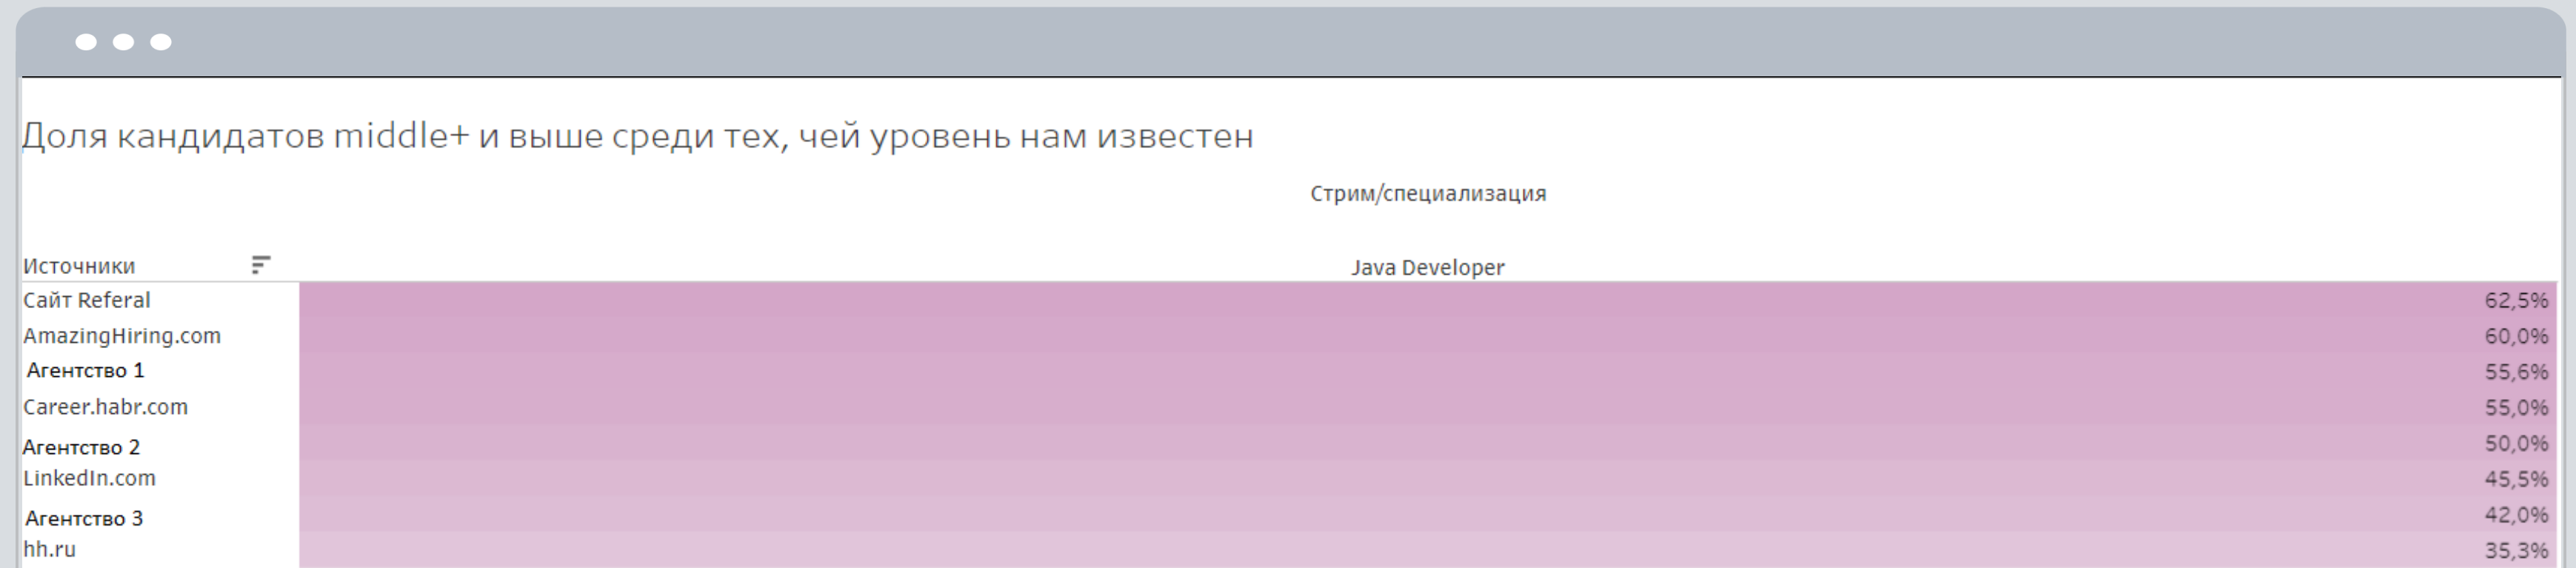 Доля кандидатов middle+ и выше среди тех, чей уровень нам известен
Стрим/специализация
Источники Java Developer
Сайт Referal 62,5%
AmazingHiring.com 60,0%
Агентство 1 55,6%
Career.habr.com 55,0%
Агентство 2 50,0%
LinkedIn.com 45,5%
Агентство 3 42,0%
hh.ru 35,3%